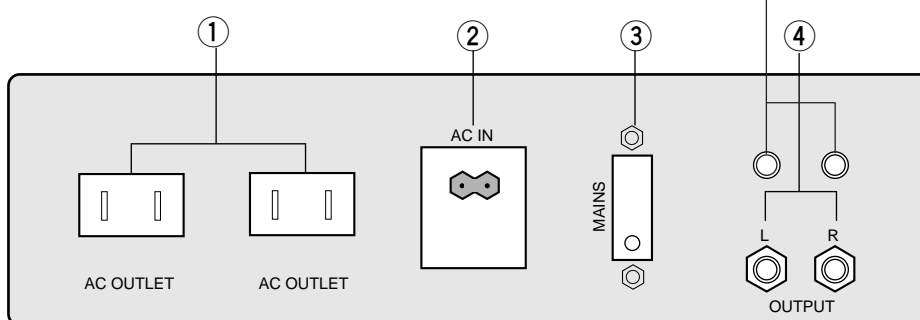 ① ② ③ ④
AC IN
MAINS
L R
AC OUTLET AC OUTLET
OUTPUT